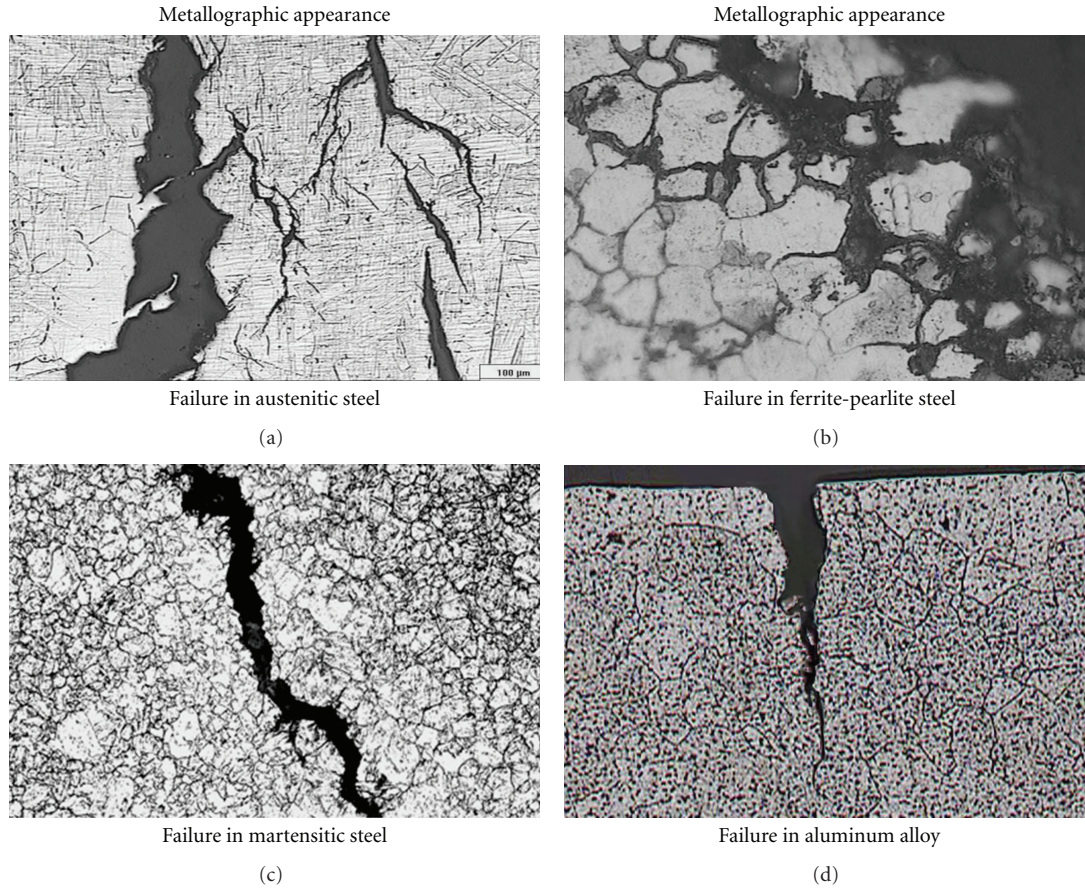 Metallographic appearance
Metallographic appearance
100 µm
Failure in austenitic steel
Failure in ferrite-pearlite steel
(a)
(b)
Failure in martensitic steel
Failure in aluminum alloy
(c)
(d)